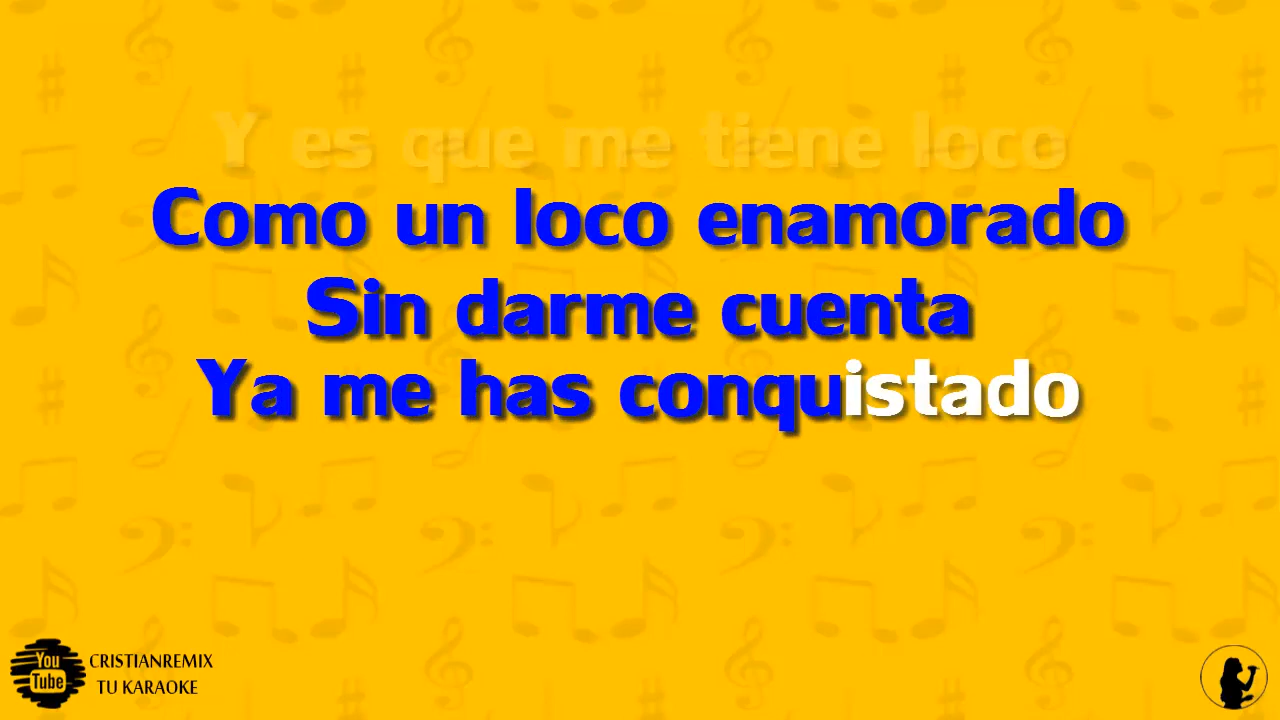 Y es que me tiene loco
Como un loco enamorado
Sin darme cuenta
Ya me has conquistado
You
Tube
CRISTIANREMIX
TU KARAOKE